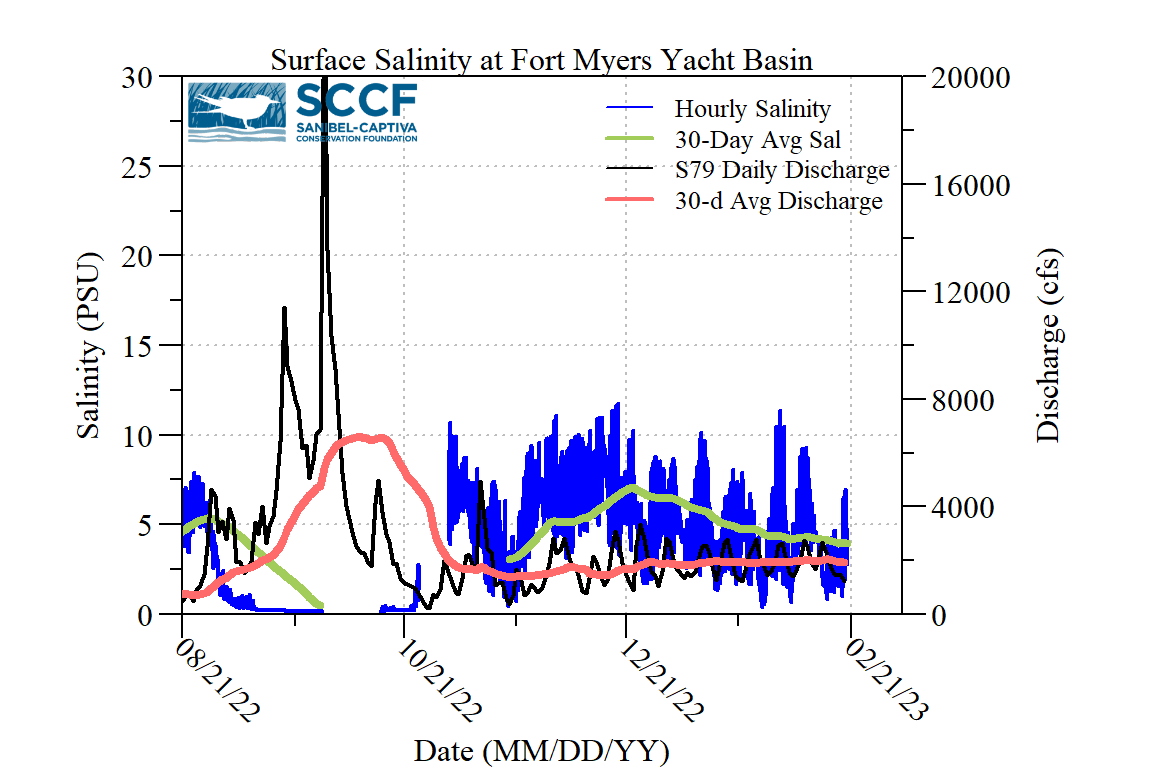 Surface Salinity at Fort Myers Yacht Basin
SCCF
SANIBEL-CAPTIVA
CONSERVATION FOUNDATION
Hourly Salinity
30-Day Avg Sal
S79 Daily Discharge
30-d Avg Discharge
30
25
20
15
10
5
0
Salinity (PSU)
20000
16000
12000
8000
4000
0
Discharge (cfs)
08/21/22
10/21/22
12/21/22
02/21/23
Date (MM/DD/YY)